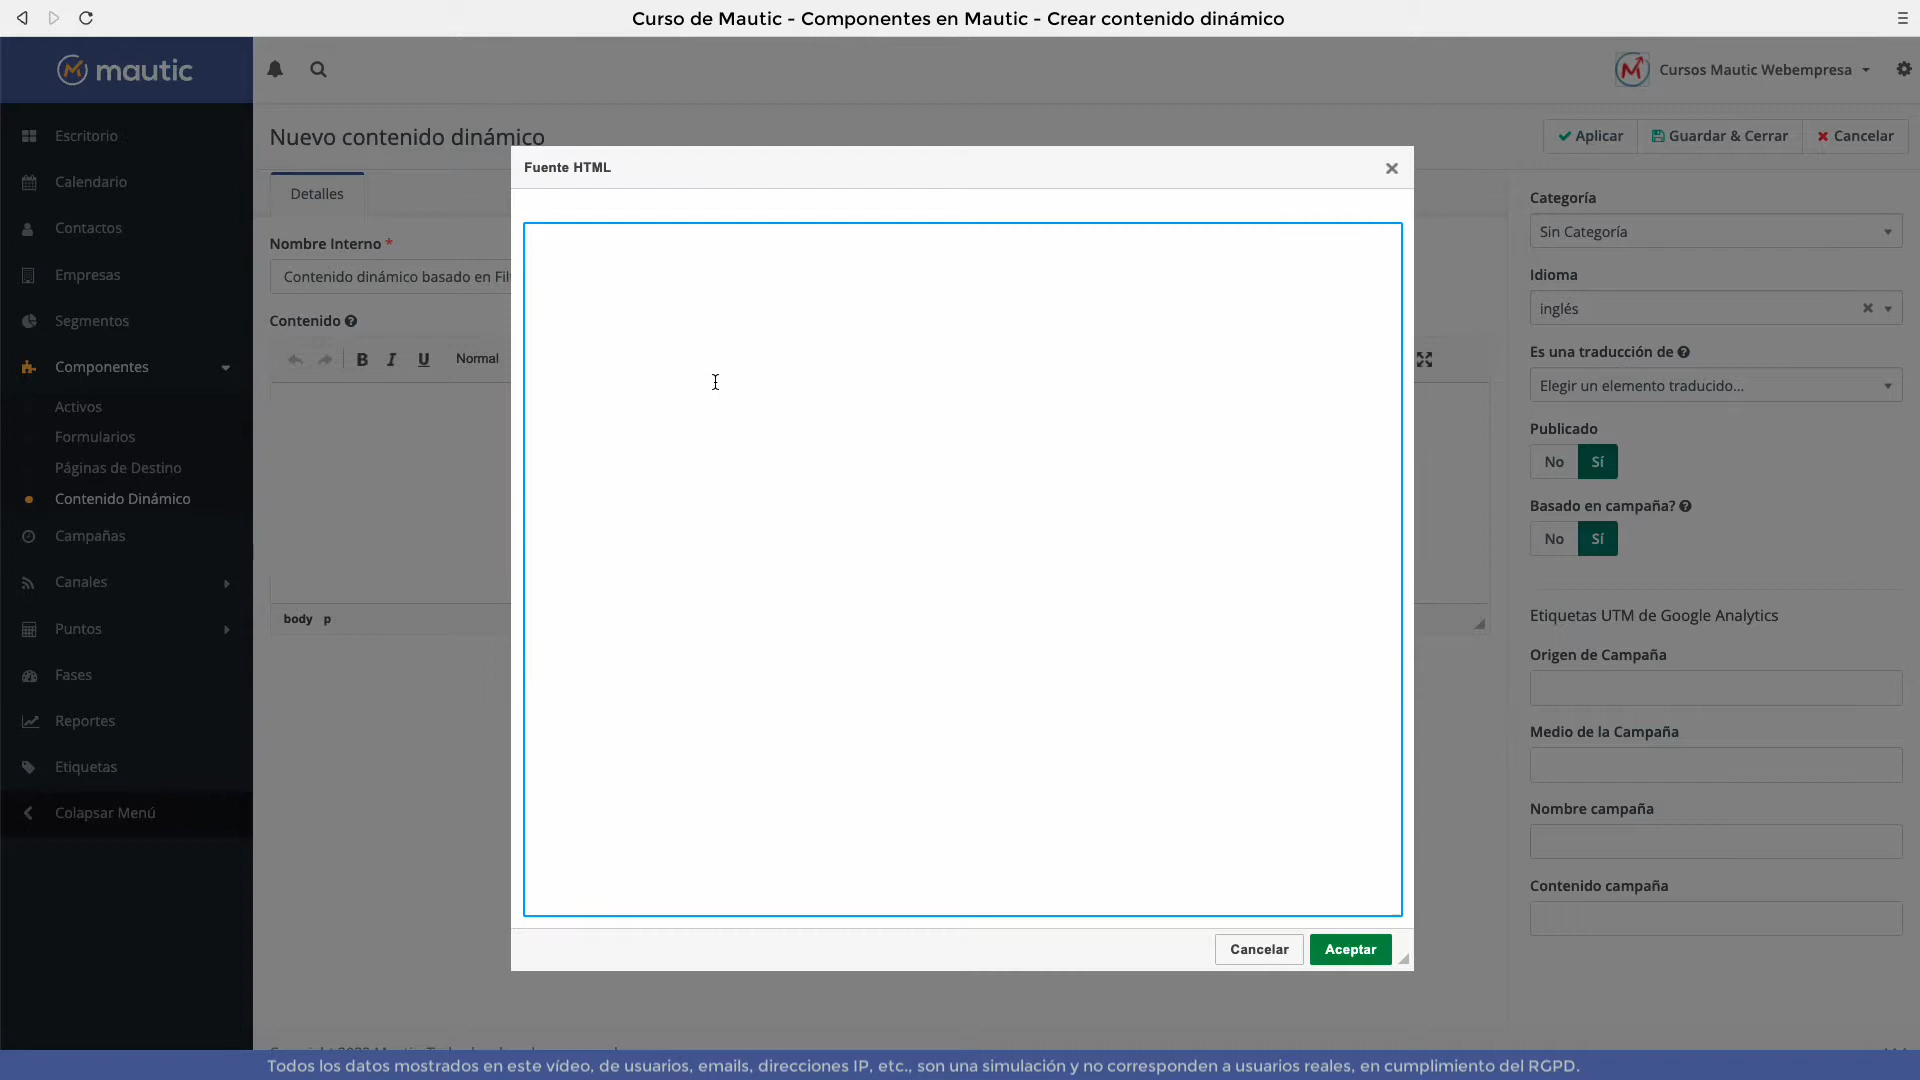 Curso de Mautic - Componentes en Mautic - Crear contenido dinámico
mautic
Cursos Mautic Webempresa
Escritorio
Calendario
Contactos
Empresas
Segmentos
Componentes
Activos
Formularios
Páginas de Destino
Contenido Dinámico
Campañas
Canales
Puntos
Fases
Reportes
Etiquetas
Colapsar Menú
Nuevo contenido dinámico
Aplicar
Guardar & Cerrar
Cancelar
Detalles
Nombre Interno *
Contenido dinámico basado en Fil
Contenido
B I U Normal
body p
Fuente HTML
Cancelar
Aceptar
Categoría
Sin Categoría
Idioma
inglés
Es una traducción de
Elegir un elemento traducido...
Publicado
No Sí
Basado en campaña?
No Sí
Etiquetas UTM de Google Analytics
Origen de Campaña
Medio de la Campaña
Nombre campaña
Contenido campaña
Todos los datos mostrados en este vídeo, de usuarios, emails, direcciones IP, etc., son una simulación y no corresponden a usuarios reales, en cumplimiento del RGPD.